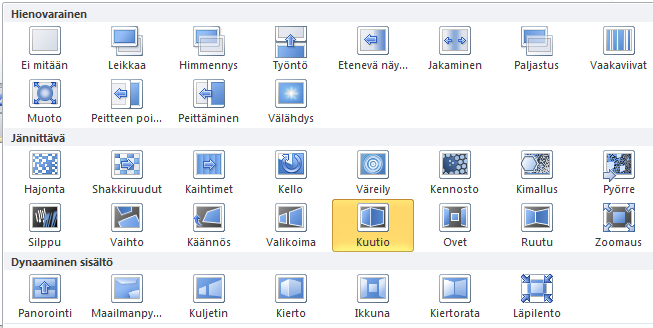 Hienovarainen
Ei mitään Leikkaa Himmennys Työntö Etenevä näy... Jakaminen Paljastus Vaakaviivat
Muoto Peitteen poi... Peittäminen Välähdys
Jännittävä
Hajonta Shakkiruudut Kaihtimet Kello Väreily Kennosto Kimallus Pyörre
Silppu Vaihto Käännös Valikoima Kuutio Ovet Ruutu Zoomaus
Dynaaminen sisältö
Panorointi Maailmanpy... Kuljetin Kierto Ikkuna Kiertorata Läpilento